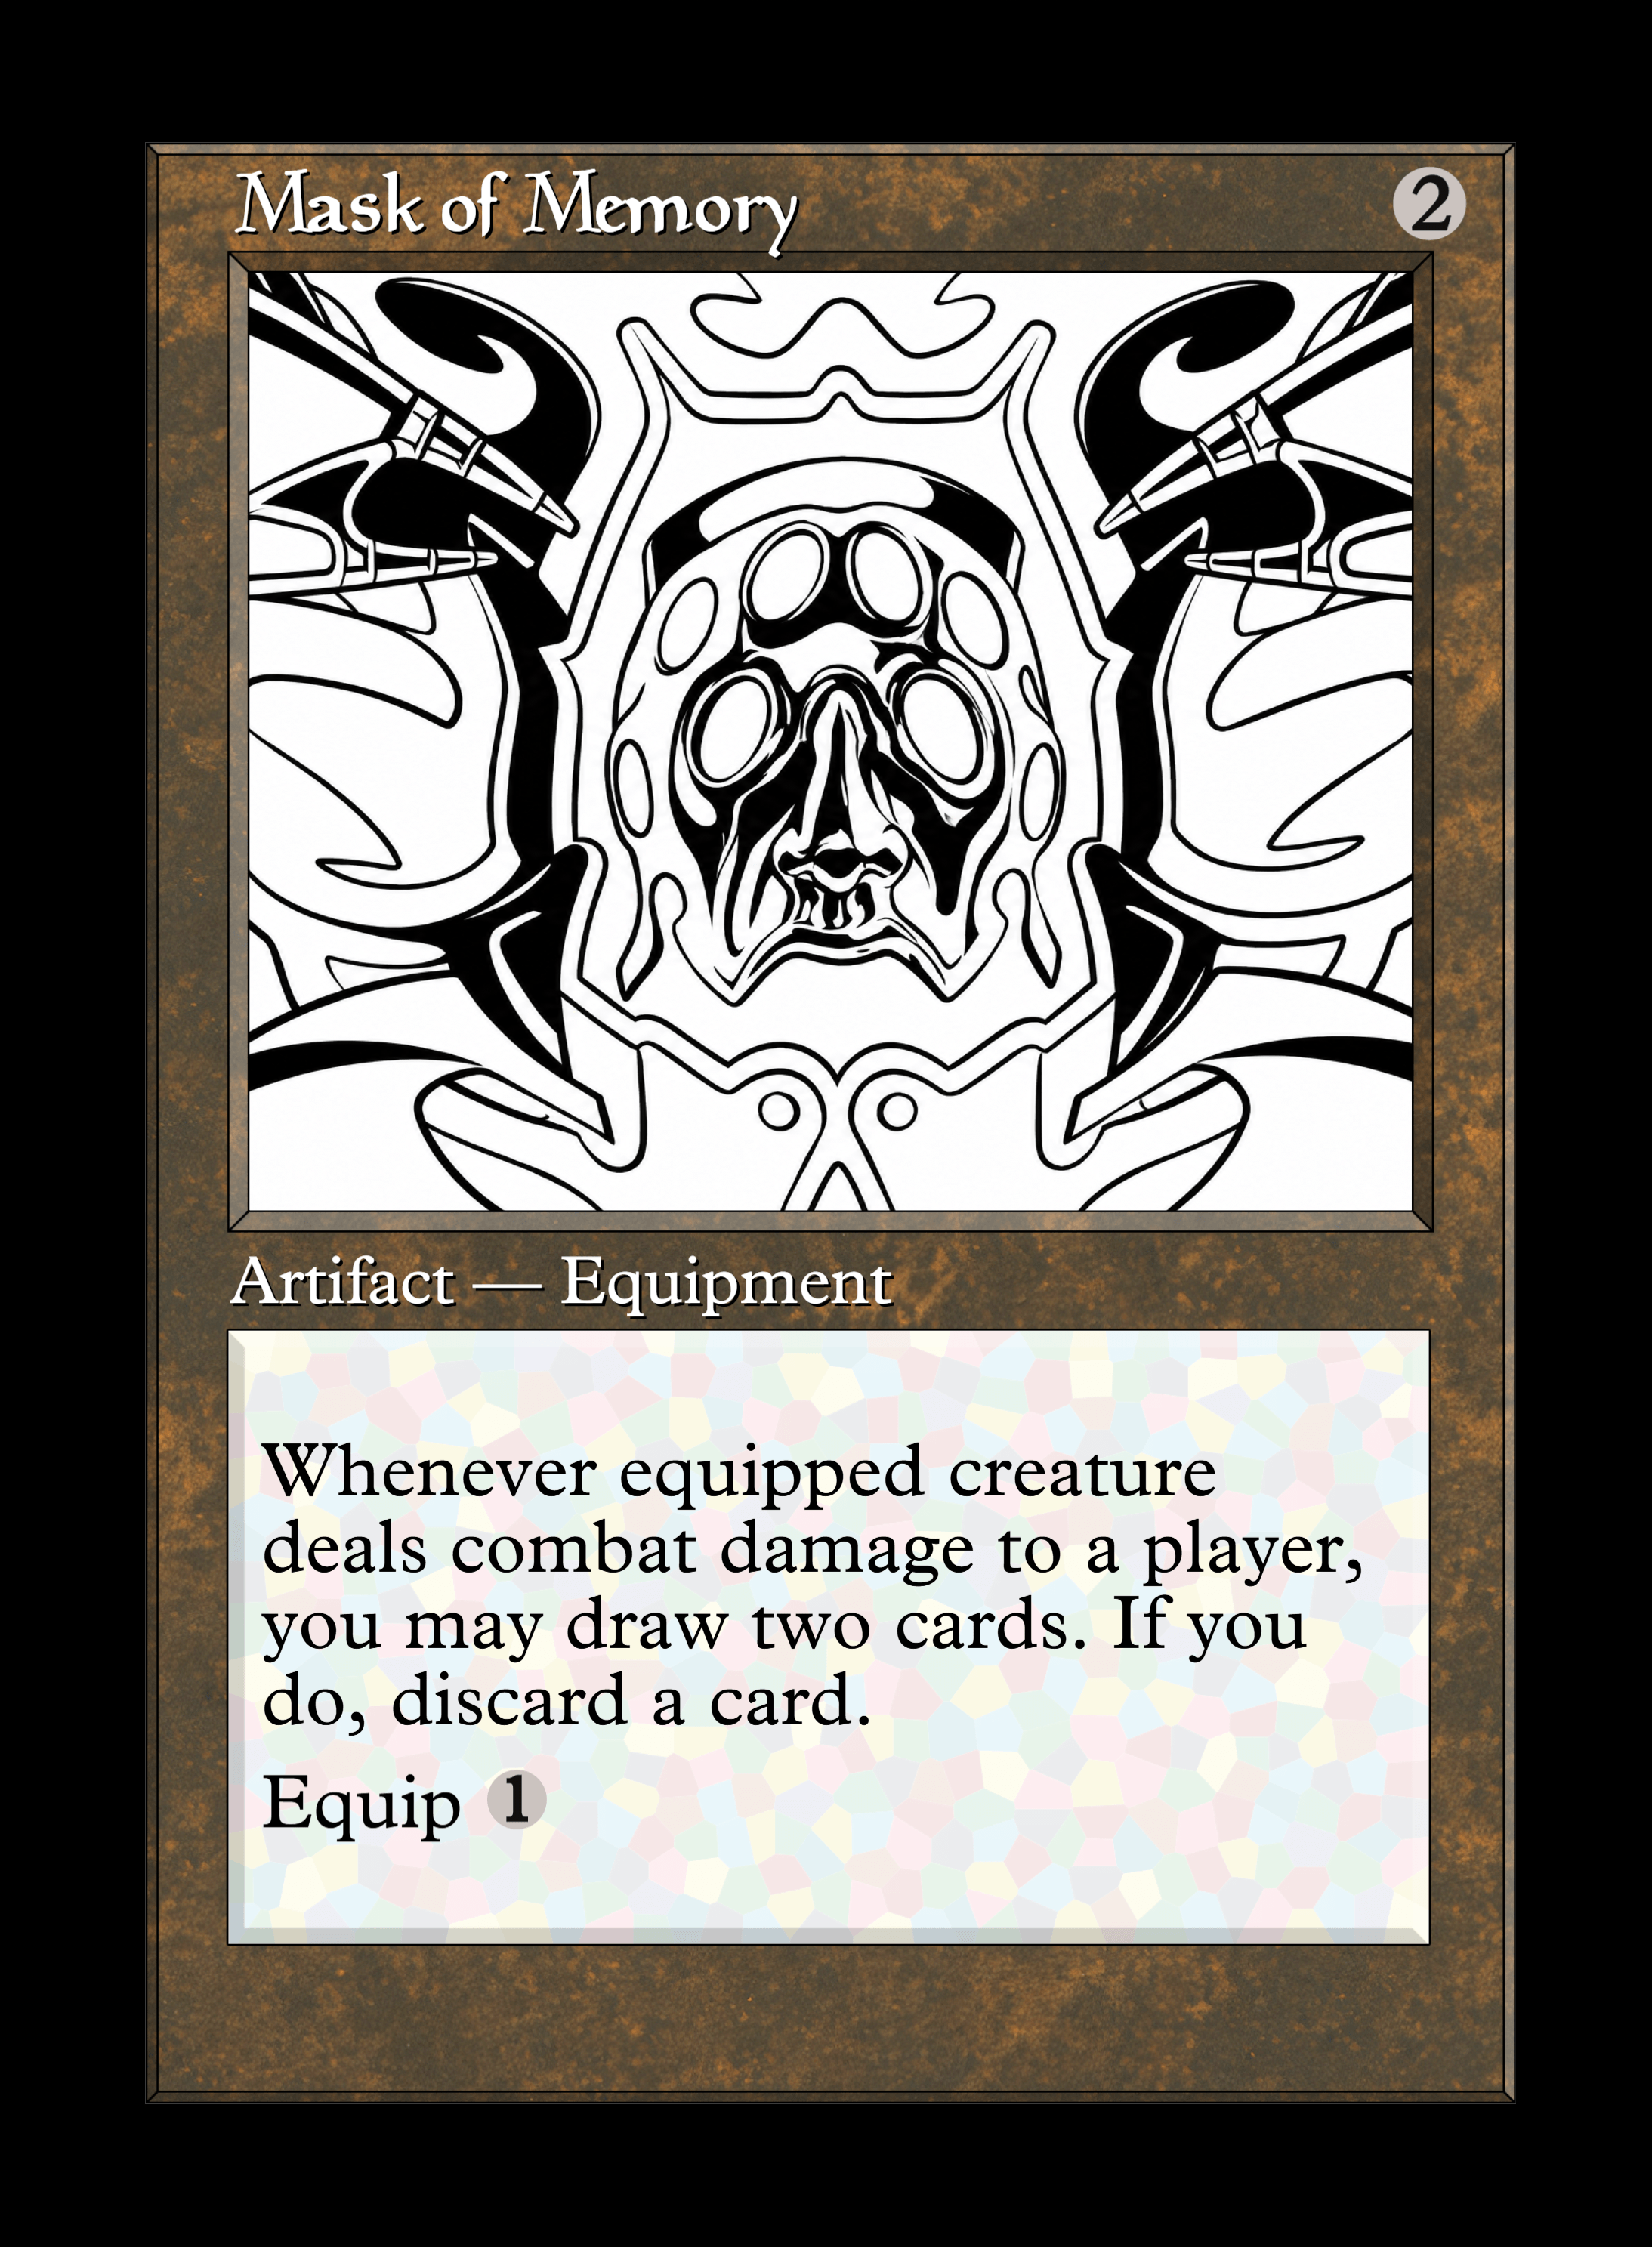 Mask of Memory 2
Artifact — Equipment
Whenever equipped creature
deals combat damage to a player,
you may draw two cards. If you
do, discard a card.
Equip 1